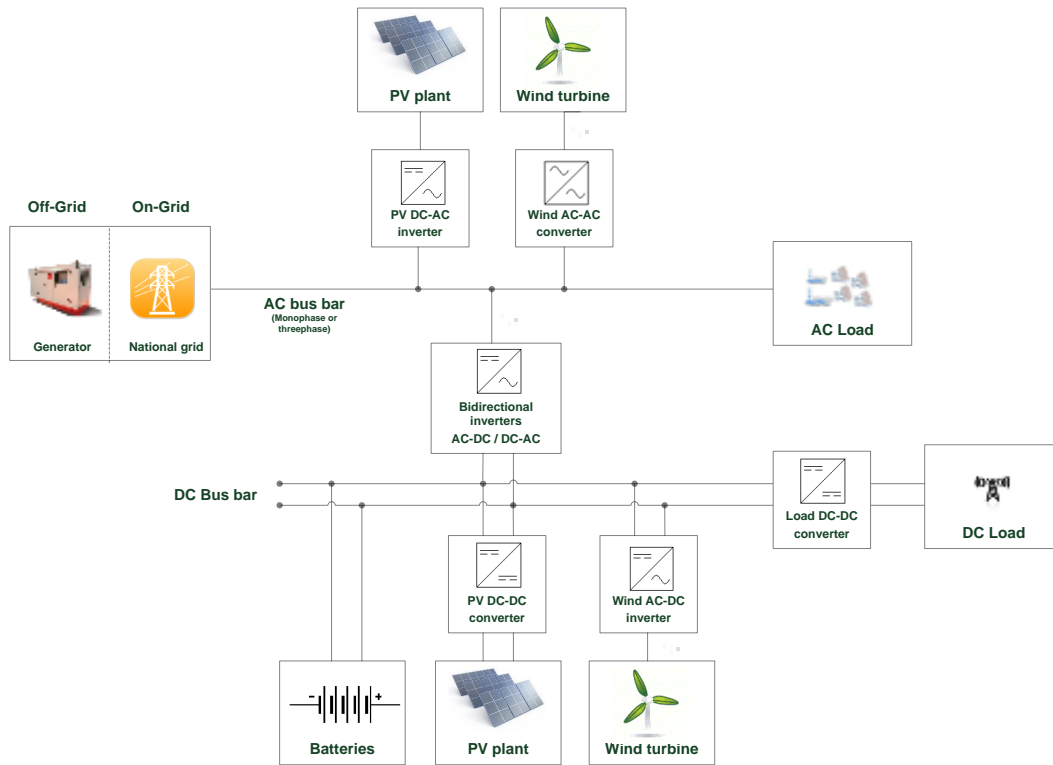 PV plant
Wind turbine
PV DC-AC
inverter
Wind AC-AC
converter
Off-Grid
On-Grid
Generator
National grid
AC bus bar
(Monophase or
threephase)
AC Load
Bidirectional
inverters
AC-DC / DC-AC
DC Bus bar
Load DC-DC
converter
DC Load
PV DC-DC
converter
Wind AC-DC
inverter
- +
Batteries
PV plant
Wind turbine